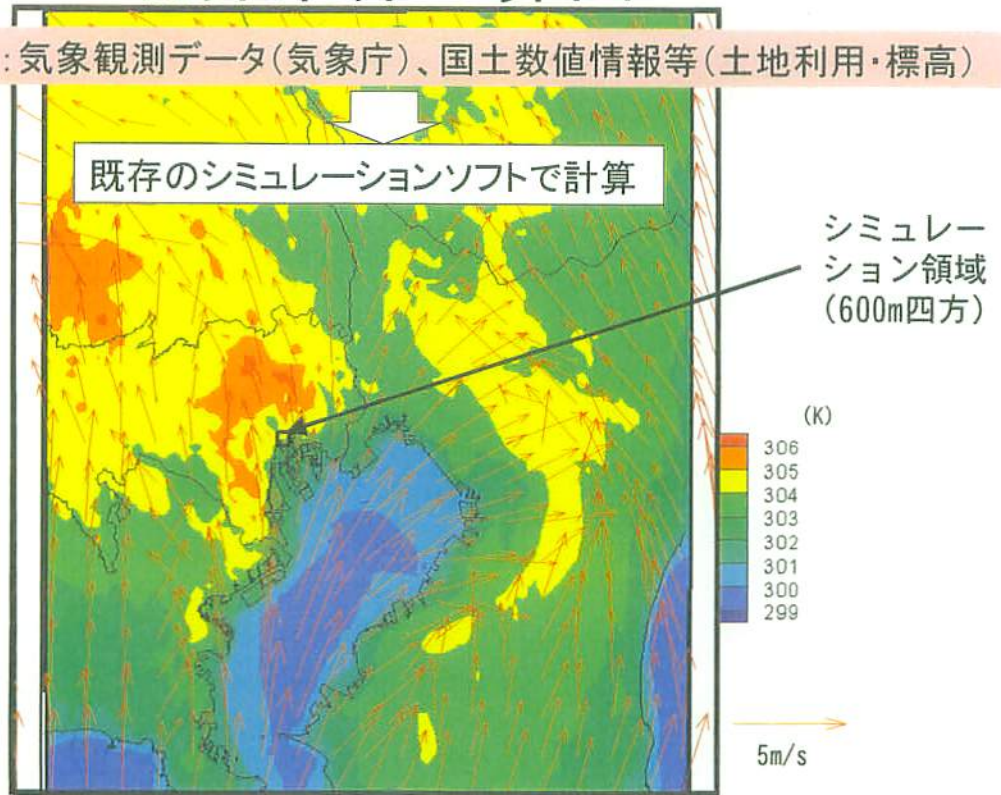 :気象観測データ(気象庁)、国土数値情報等(土地利用・標高)
既存のシミュレーションソフトで計算
シミュレー
ション領域
(600m四方)
(K)
306
305
304
303
302
301
300
299
5m/s